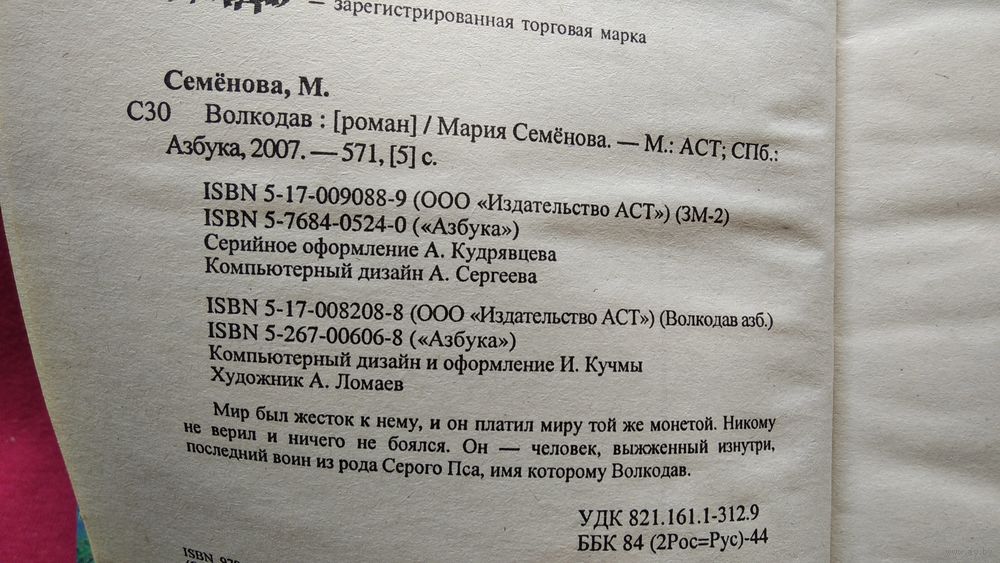 — зарегистрированная торговая марка
Семёнова, М.
С30 Волкодав : [роман] / Мария Семёнова. — М.: АСТ; СПб.:
Азбука, 2007. — 571, [5] с.
ISBN 5-17-009088-9 (ООО «Издательство АСТ») (ЗМ-2)
ISBN 5-7684-0524-0 («Азбука»)
Серийное оформление А. Кудрявцева
Компьютерный дизайн А. Сергеева
ISBN 5-17-008208-8 (ООО «Издательство АСТ») (Волкодав азб.)
ISBN 5-267-00606-8 («Азбука»)
Компьютерный дизайн и оформление И. Кучмы
Художник А. Ломаев
Мир был жесток к нему, и он платил миру той же монетой. Никому
не верил и ничего не боялся. Он — человек, выжженный изнутри,
последний воин из рода Серого Пса, имя которому Волкодав.
УДК 821.161.1-312.9
ББК 84 (2Рос=Рус)-44
ISBN